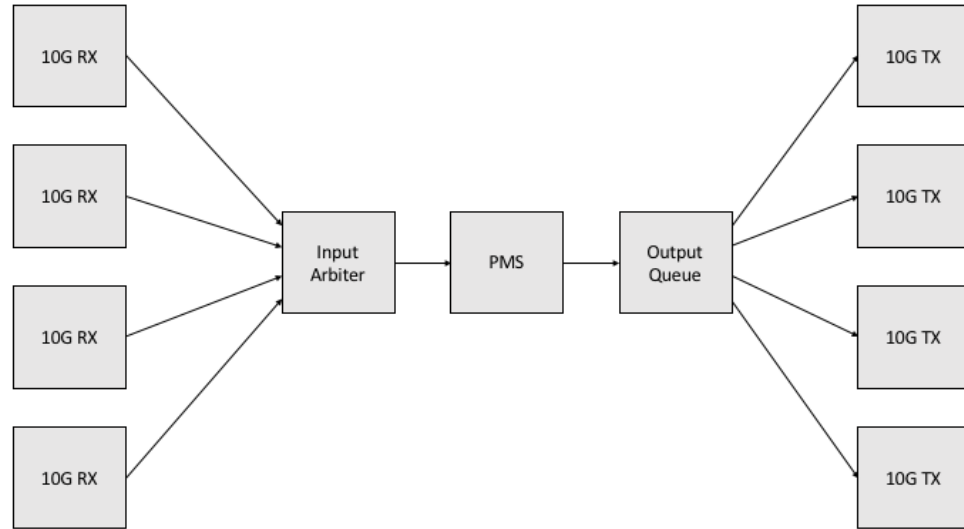 10G RX
10G RX
10G RX
10G RX
Input
Arbiter
PMS
Output
Queue
10G TX
10G TX
10G TX
10G TX